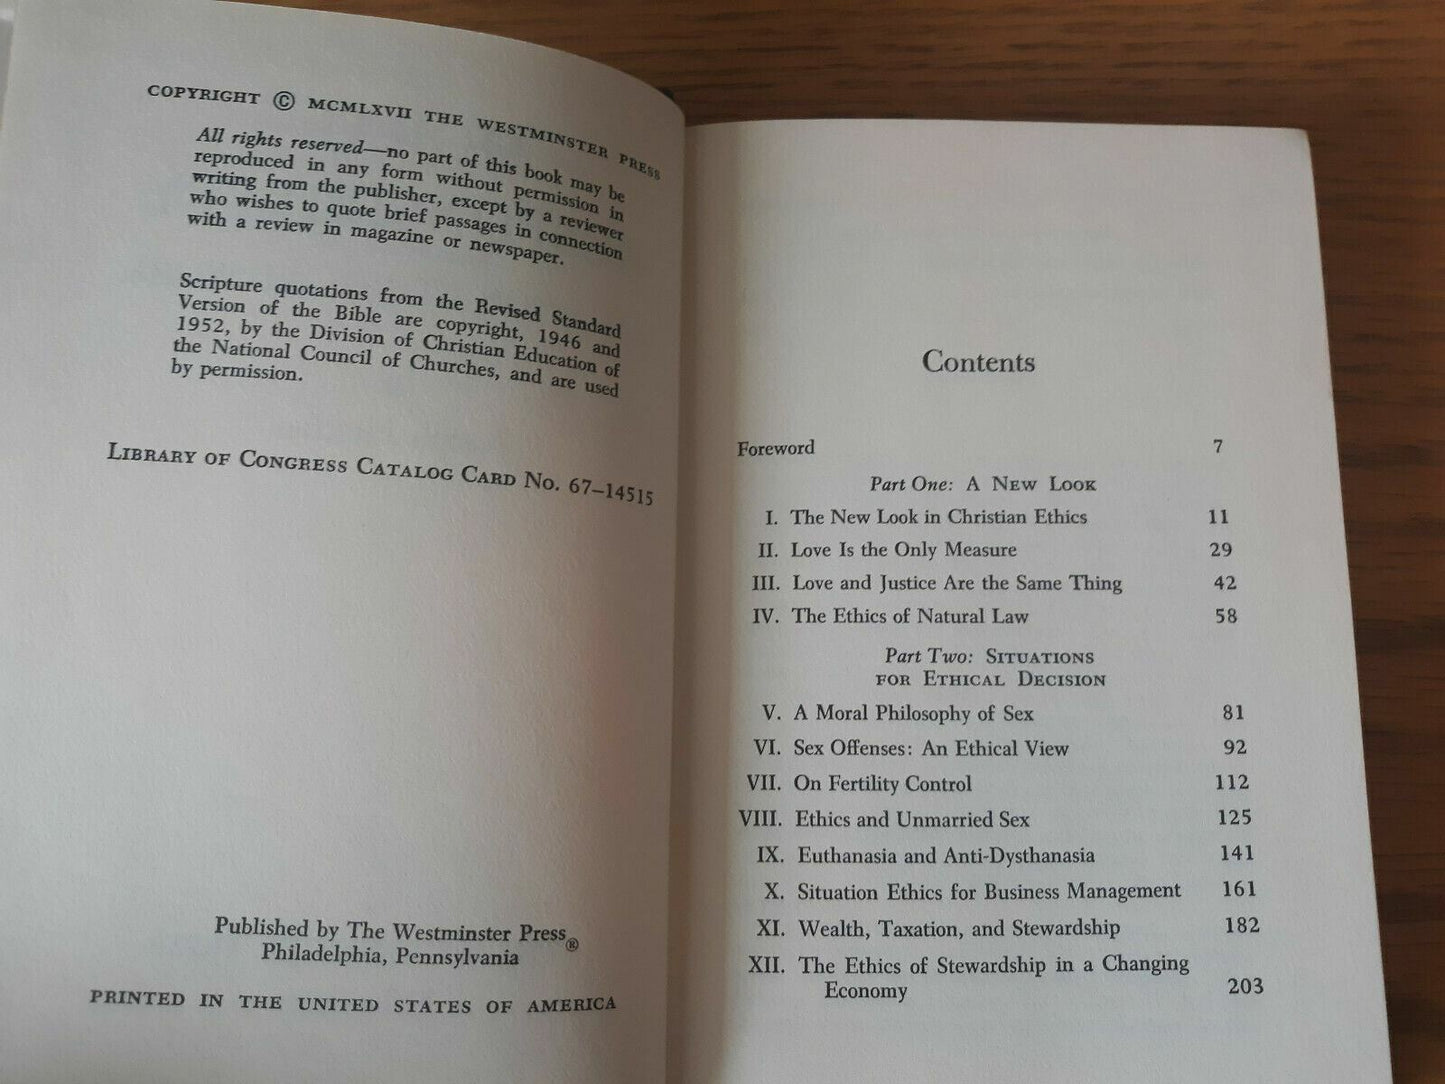 COPYRIGHT © MCMLXVII THE WESTMINSTER PRESS
All rights reserved—no part of this book may be
reproduced in any form without permission in
writing from the publisher, except by a reviewer
who wishes to quote brief passages in connection
with a review in magazine or newspaper.
Scripture quotations from the Revised Standard
Version of the Bible are copyright, 1946 and
1952, by the Division of Christian Education of
the National Council of Churches, and are used
by permission.
LIBRARY OF CONGRESS CATALOG CARD NO. 67–14515
Published by The Westminster Press®
Philadelphia, Pennsylvania
PRINTED IN THE UNITED STATES OF AMERICA
Contents
Foreword 7
Part One: A NEW LOOK
I. The New Look in Christian Ethics 11
II. Love Is the Only Measure 29
III. Love and Justice Are the Same Thing 42
IV. The Ethics of Natural Law 58
Part Two: SITUATIONS
FOR ETHICAL DECISION
V. A Moral Philosophy of Sex 81
VI. Sex Offenses: An Ethical View 92
VII. On Fertility Control 112
VIII. Ethics and Unmarried Sex 125
IX. Euthanasia and Anti-Dysthanasia 141
X. Situation Ethics for Business Management 161
XI. Wealth, Taxation, and Stewardship 182
XII. The Ethics of Stewardship in a Changing
Economy 203